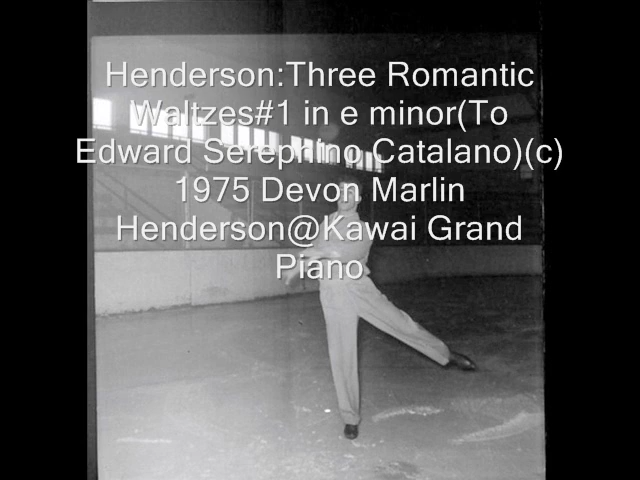 Henderson:Three Romantic
Waltzes#1 in e minor(To
Edward Serephino Catalano)(c)
1975 Devon Marlin
Henderson@Kawai Grand
Piano